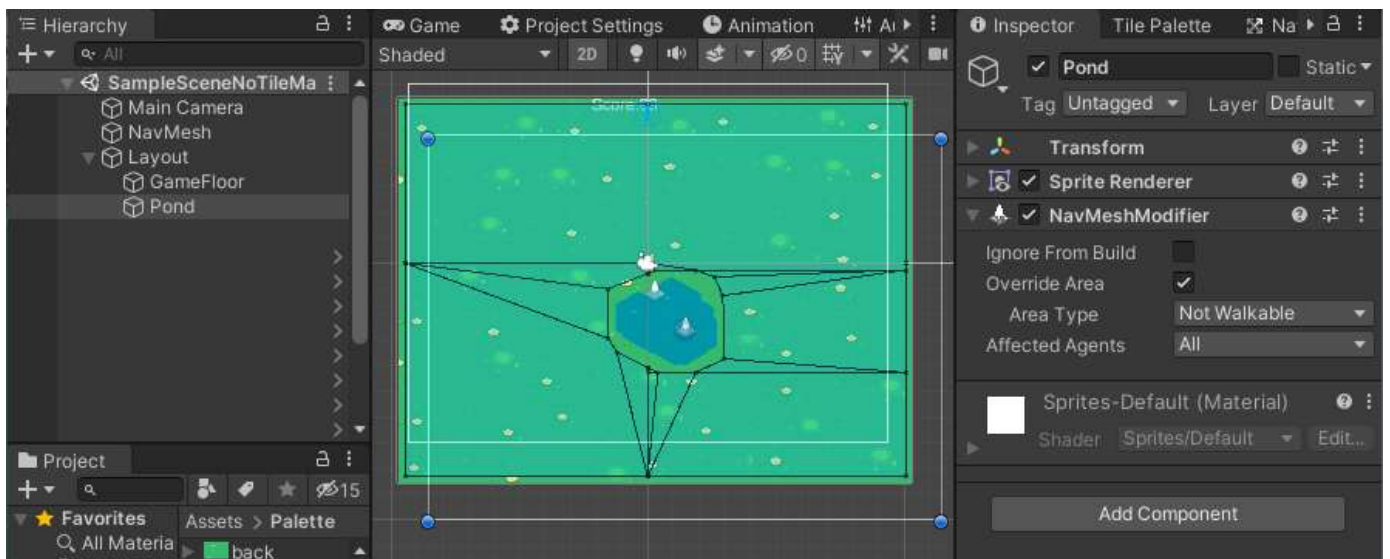 Hierarchy
All
SampleSceneNoTileMa
Main Camera
NavMesh
Layout
GameFloor
Pond
Project
15
Favorites
Assets > Palette
All Materia
back
Game
Project Settings
Animation
Shaded
2D
0
Inspector
Tile Palette
Na
Pond
Static
Tag Untagged
Layer Default
Transform
Sprite Renderer
NavMeshModifier
Ignore From Build
Override Area
Area Type
Not Walkable
Affected Agents
All
Sprites-Default (Material)
Shader Sprites/Default
Edit...
Add Component